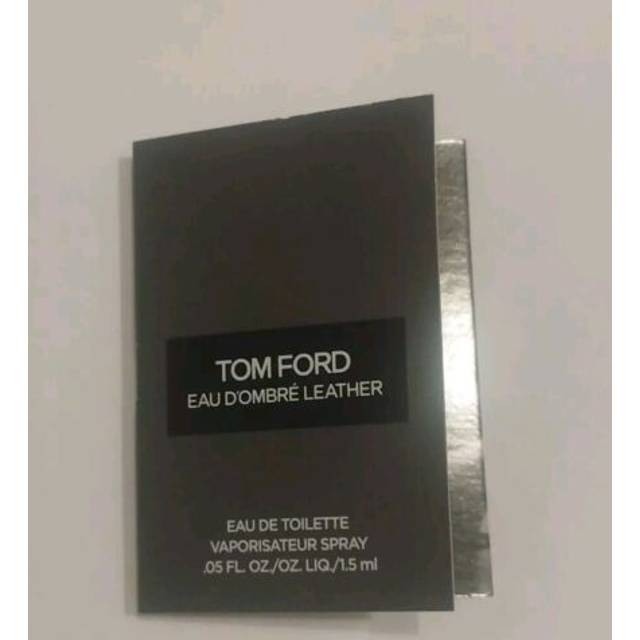 TOM FORD
EAU D'OMBRÉ LEATHER
EAU DE TOILETTE
VAPORISATEUR SPRAY
.05 FL. OZ./OZ. LIQ./1.5 ml